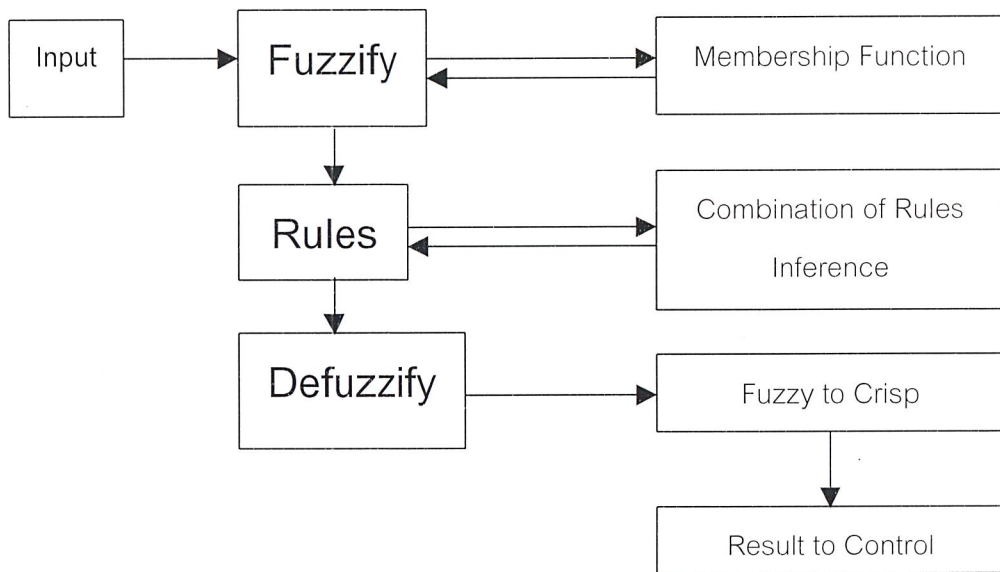 Input
Fuzzify
Membership Function
Rules
Combination of Rules
Inference
Defuzzify
Fuzzy to Crisp
Result to Control